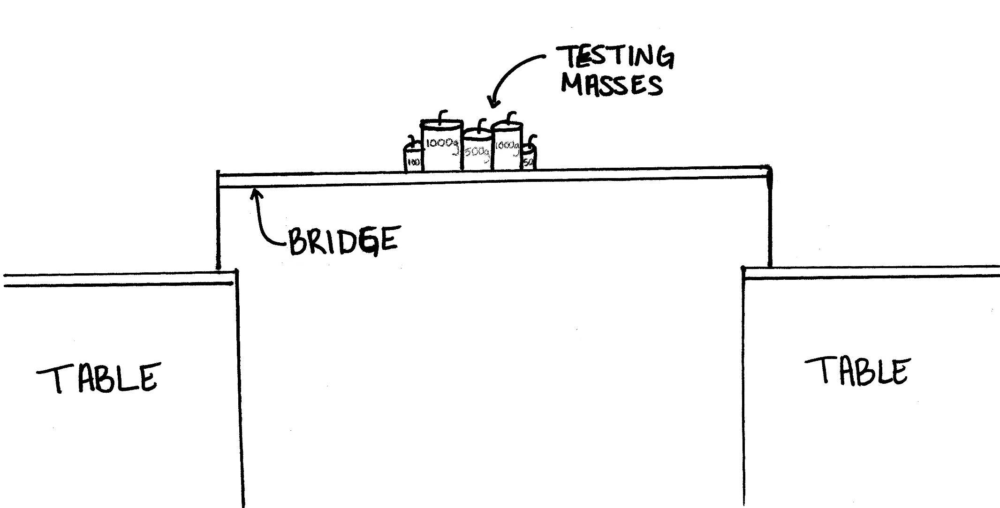 TESTING
MASSES
1000g
1000g
500g
100
50
BRIDGE
TABLE
TABLE